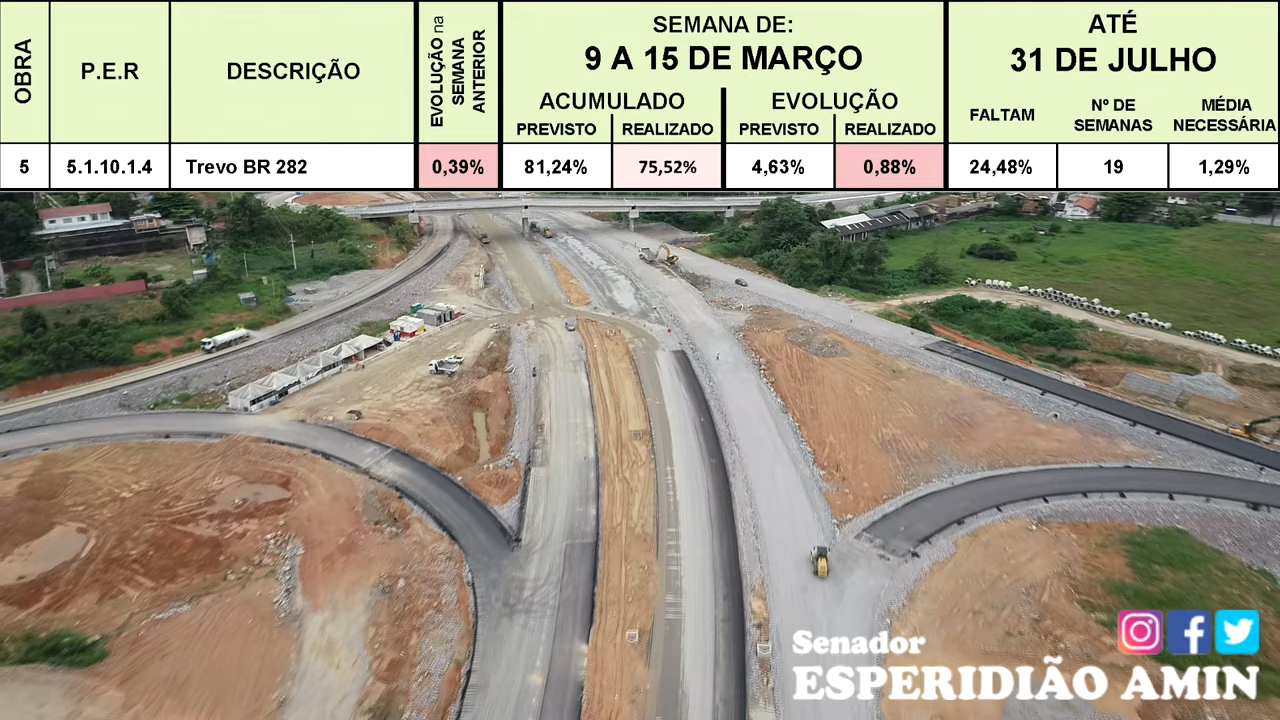 OBRA
P.E.R
DESCRIÇÃO
EVOLUÇÃO na
SEMANA
ANTERIOR
SEMANA DE:
9 A 15 DE MARÇO
ACUMULADO
EVOLUÇÃO
PREVISTO
REALIZADO
PREVISTO
REALIZADO
ATÉ
31 DE JULHO
FALTAM
Nº DE
SEMANAS
MÉDIA
NECESSÁRIA
5
5.1.10.1.4
Trevo BR 282
0,39%
81,24%
75,52%
4,63%
0,88%
24,48%
19
1,29%
Senador
ESPERIDIÃO AMIN